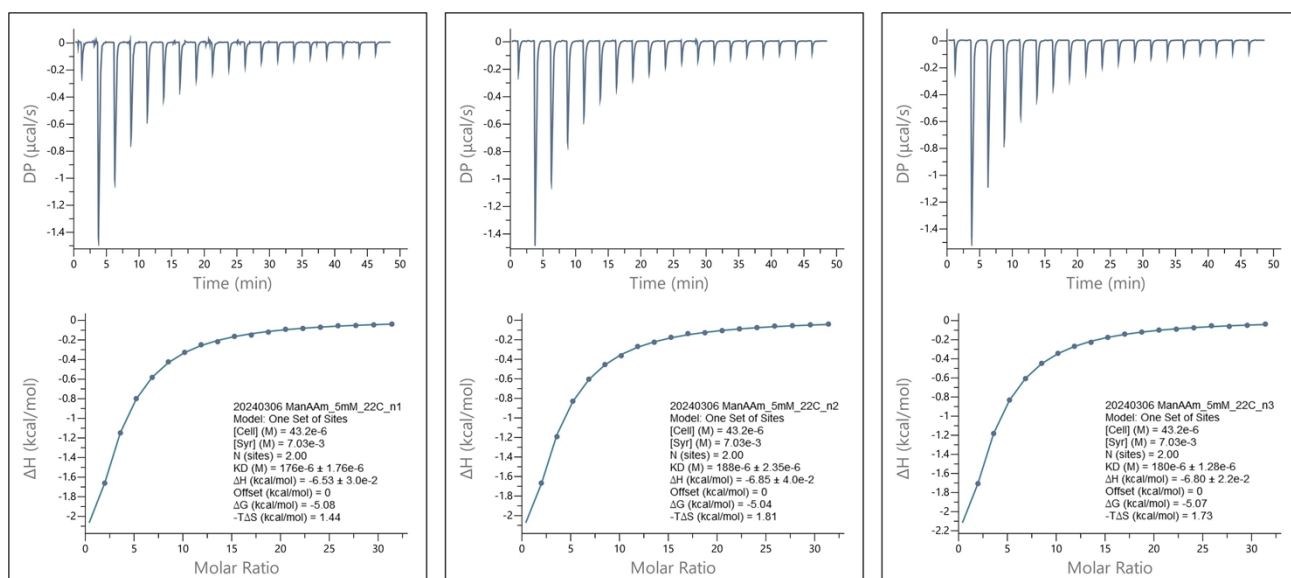 0
-0.2
-0.4
-0.6
-0.8
-1
-1.2
-1.4
DP (µcal/s)
0 5 10 15 20 25 30 35 40 45 50
Time (min)
0
-0.2
-0.4
-0.6
-0.8
-1
-1.2
-1.4
-1.6
-1.8
-2
ΔH (kcal/mol)
20240306 ManAAm_5mM_22C_n1
Model: One Set of Sites
[Cell] (M) = 43.2e-6
[Syr] (M) = 7.03e-3
N (sites) = 2.00
KD (M) = 176e-6 ± 1.76e-6
ΔH (kcal/mol) = -6.53 ± 3.0e-2
Offset (kcal/mol) = 0
ΔG (kcal/mol) = -5.08
-TΔS (kcal/mol) = 1.44
0 5 10 15 20 25 30
Molar Ratio
0
-0.2
-0.4
-0.6
-0.8
-1
-1.2
-1.4
DP (µcal/s)
0 5 10 15 20 25 30 35 40 45 50
Time (min)
0
-0.2
-0.4
-0.6
-0.8
-1
-1.2
-1.4
-1.6
-1.8
-2
ΔH (kcal/mol)
20240306 ManAAm_5mM_22C_n2
Model: One Set of Sites
[Cell] (M) = 43.2e-6
[Syr] (M) = 7.03e-3
N (sites) = 2.00
KD (M) = 188e-6 ± 2.35e-6
ΔH (kcal/mol) = -6.85 ± 4.0e-2
Offset (kcal/mol) = 0
ΔG (kcal/mol) = -5.04
-TΔS (kcal/mol) = 1.81
0 5 10 15 20 25 30
Molar Ratio
0
-0.2
-0.4
-0.6
-0.8
-1
-1.2
-1.4
DP (µcal/s)
0 5 10 15 20 25 30 35 40 45 50
Time (min)
0
-0.2
-0.4
-0.6
-0.8
-1
-1.2
-1.4
-1.6
-1.8
-2
-2.2
ΔH (kcal/mol)
20240306 ManAAm_5mM_22C_n3
Model: One Set of Sites
[Cell] (M) = 43.2e-6
[Syr] (M) = 7.03e-3
N (sites) = 2.00
KD (M) = 180e-6 ± 1.28e-6
ΔH (kcal/mol) = -6.80 ± 2.2e-2
Offset (kcal/mol) = 0
ΔG (kcal/mol) = -5.07
-TΔS (kcal/mol) = 1.73
0 5 10 15 20 25 30
Molar Ratio